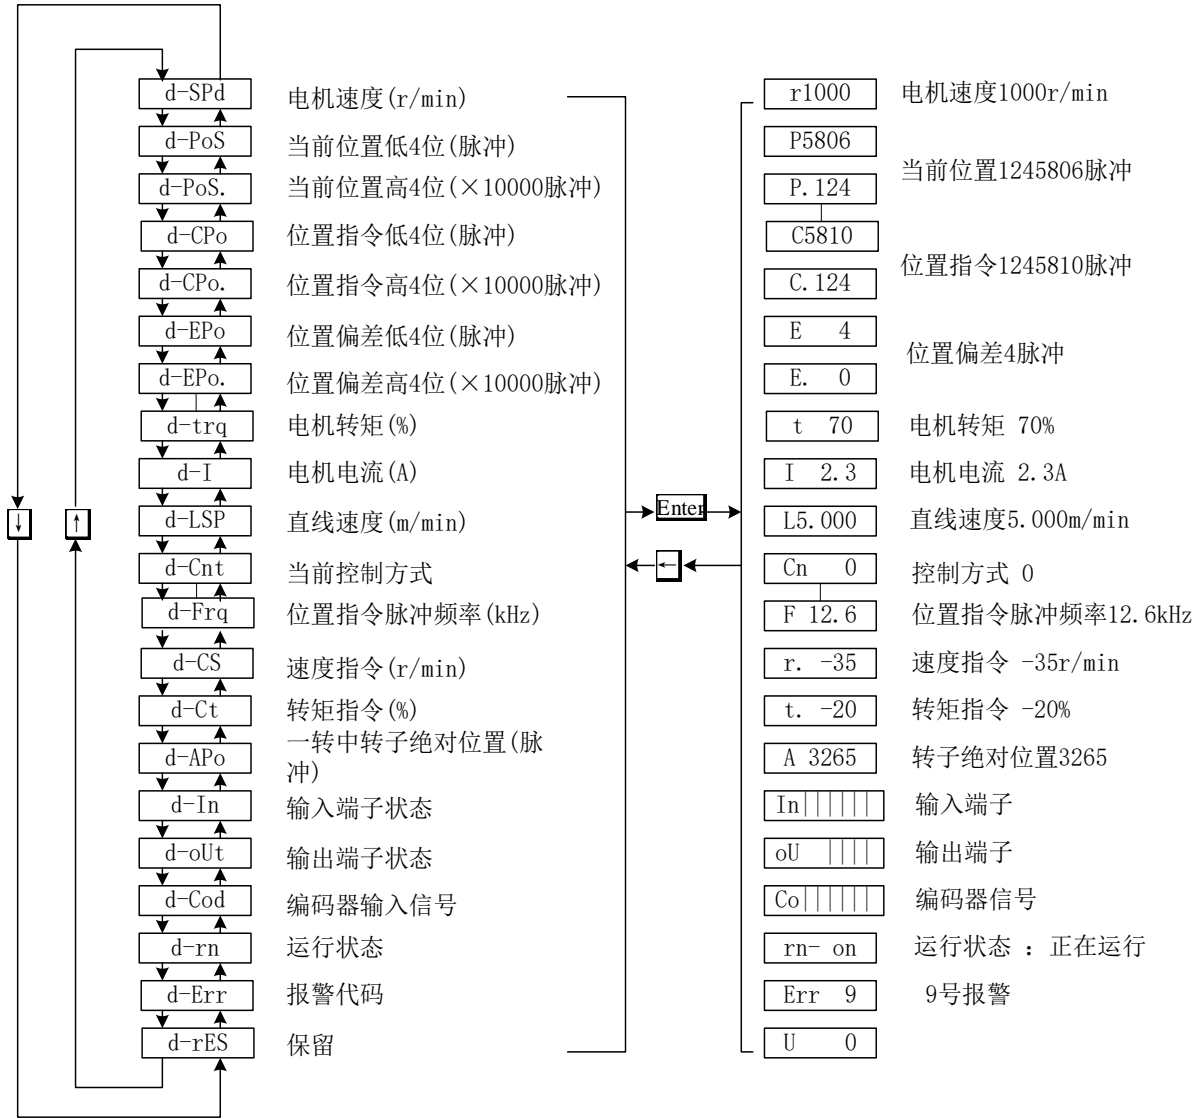 d-SPd 电机速度(r/min) r1000 电机速度1000r/min
d-PoS 当前位置低4位(脉冲) P5806
当前位置1245806脉冲
d-PoS. 当前位置高4位(×10000脉冲) P.124
d-CPo 位置指令低4位(脉冲) C5810
位置指令1245810脉冲
d-CPo. 位置指令高4位(×10000脉冲) C.124
d-EPo 位置偏差低4位(脉冲) E 4
位置偏差4脉冲
d-EPo. 位置偏差高4位(×10000脉冲) E. 0
d-trq 电机转矩(%) t 70 电机转矩 70%
d-I 电机电流(A) I 2.3 电机电流 2.3A
d-LSP 直线速度(m/min) L5.000 直线速度5.000m/min
↓ ↑ Enter
d-Cnt 当前控制方式 ← Cn 0 控制方式 0
d-Frq 位置指令脉冲频率(kHz) F 12.6 位置指令脉冲频率12.6kHz
d-CS 速度指令(r/min) r. -35 速度指令 -35r/min
d-Ct 转矩指令(%) t. -20 转矩指令 -20%
d-APo 一转中转子绝对位置(脉
冲) A 3265 转子绝对位置3265
d-In 输入端子状态 In|||||| 输入端子
d-oUt 输出端子状态 oU |||| 输出端子
d-Cod 编码器输入信号 Co|||||| 编码器信号
d-rn 运行状态 rn- on 运行状态 ：正在运行
d-Err 报警代码 Err 9 9号报警
d-rES 保留 U 0